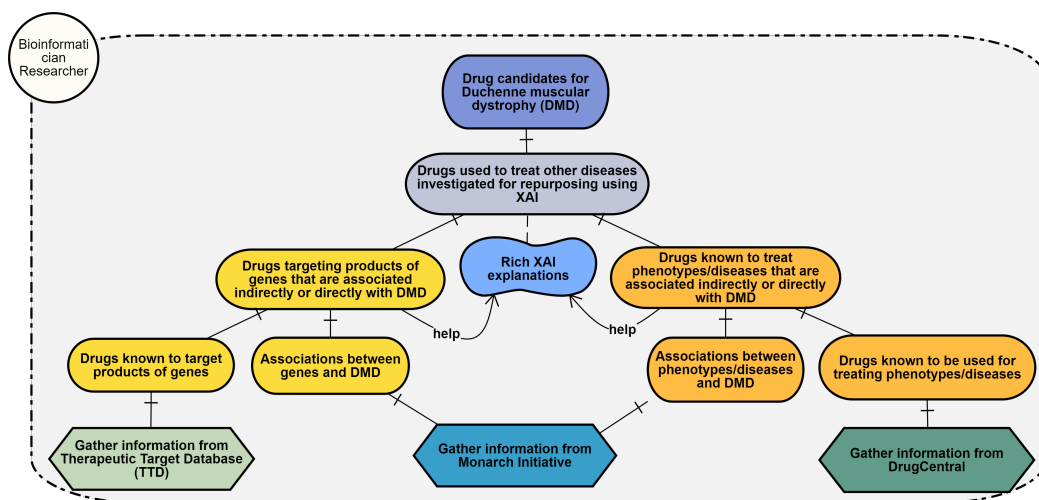 Bioinformati
cian
Researcher
Drug candidates for
Duchenne muscular
dystrophy (DMD)
Drugs used to treat other diseases
investigated for repurposing using
XAI
Drugs targeting products of
genes that are associated
indirectly or directly with DMD
Rich XAI
explanations
Drugs known to treat
phenotypes/diseases that are
associated indirectly or directly
with DMD
help
help
Drugs known to target
products of genes
Associations between
genes and DMD
Associations between
phenotypes/diseases
and DMD
Drugs known to be used for
treating phenotypes/diseases
Gather information from
Therapeutic Target Database
(TTD)
Gather information from
Monarch Initiative
Gather information from
DrugCentral